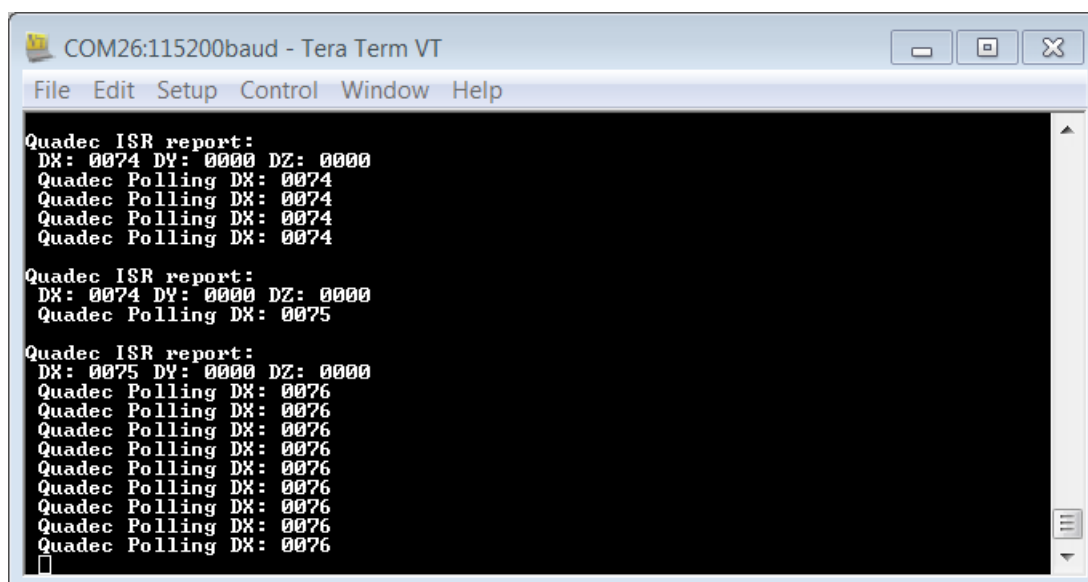 COM26:115200baud - Tera Term VT
File Edit Setup Control Window Help
Quadec ISR report:
DX: 0074 DY: 0000 DZ: 0000
Quadec Polling DX: 0074
Quadec Polling DX: 0074
Quadec Polling DX: 0074
Quadec Polling DX: 0074
Quadec ISR report:
DX: 0074 DY: 0000 DZ: 0000
Quadec Polling DX: 0075
Quadec ISR report:
DX: 0075 DY: 0000 DZ: 0000
Quadec Polling DX: 0076
Quadec Polling DX: 0076
Quadec Polling DX: 0076
Quadec Polling DX: 0076
Quadec Polling DX: 0076
Quadec Polling DX: 0076
Quadec Polling DX: 0076
Quadec Polling DX: 0076
Quadec Polling DX: 0076